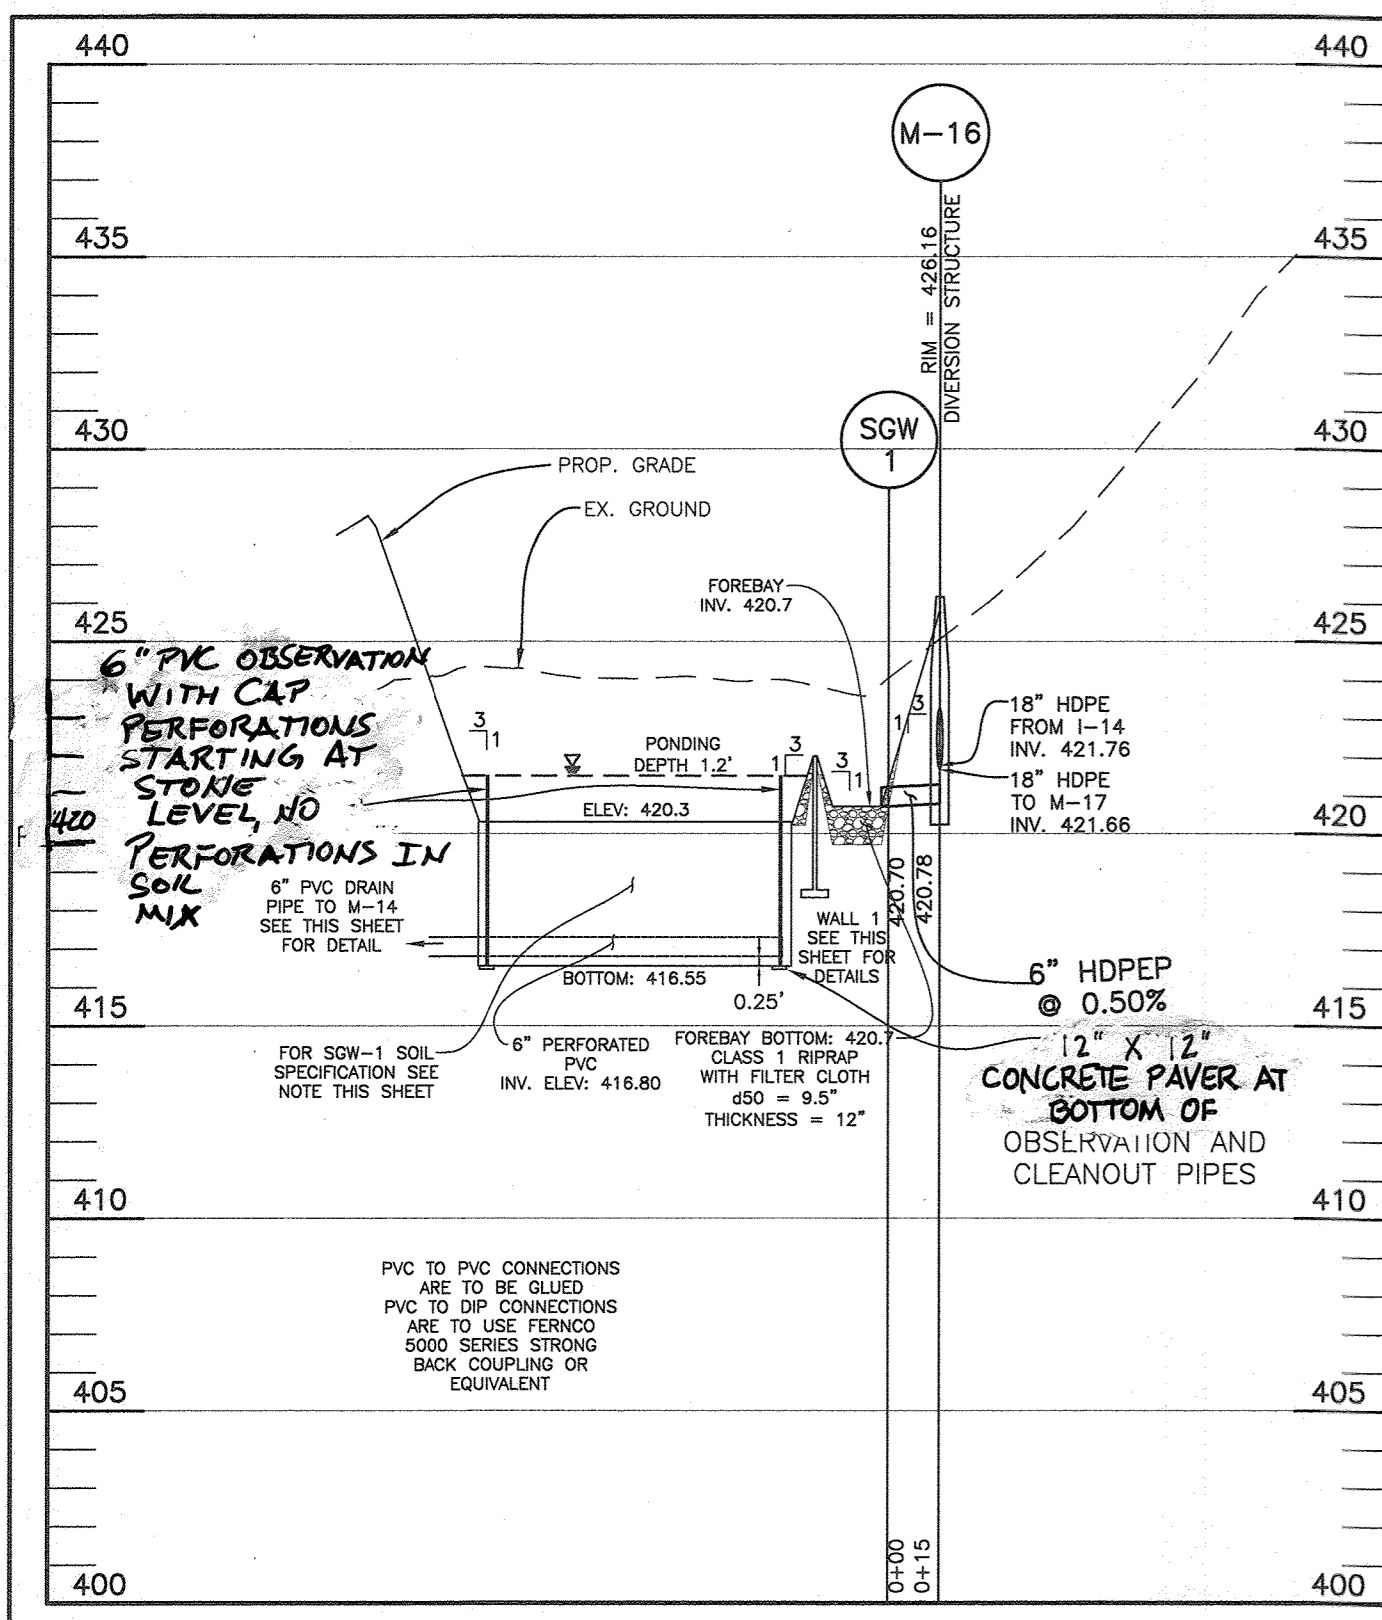 440
440
M-16
435
435
RIM = 426.16
DIVERSION STRUCTURE
430
430
SGW
1
PROP. GRADE
EX. GROUND
FOREBAY
INV. 420.7
425
425
6" PVC OBSERVATION
WITH CAP
PERFORATIONS
STARTING AT
STONE
LEVEL, NO
PERFORATIONS IN
SOIL
MIX
3
1
PONDING
DEPTH 1.2'
3
1
3
1
3
1
18" HDPE
FROM I-14
INV. 421.76
18" HDPE
TO M-17
INV. 421.66
ELEV: 420.3
420
420
6" PVC DRAIN
PIPE TO M-14
SEE THIS SHEET
FOR DETAIL
420.70
420.78
WALL 1
SEE THIS
SHEET FOR
DETAILS
BOTTOM: 416.55
0.25'
6" HDPEP
@ 0.50%
415
415
FOR SGW-1 SOIL
SPECIFICATION SEE
NOTE THIS SHEET
6" PERFORATED
PVC
INV. ELEV: 416.80
FOREBAY BOTTOM: 420.7
CLASS 1 RIPRAP
WITH FILTER CLOTH
d50 = 9.5"
THICKNESS = 12"
12" X 12"
CONCRETE PAVER AT
BOTTOM OF
OBSERVATION AND
CLEANOUT PIPES
410
410
PVC TO PVC CONNECTIONS
ARE TO BE GLUED
PVC TO DIP CONNECTIONS
ARE TO USE FERNCO
5000 SERIES STRONG
BACK COUPLING OR
EQUIVALENT
405
405
0+00
0+15
400
400